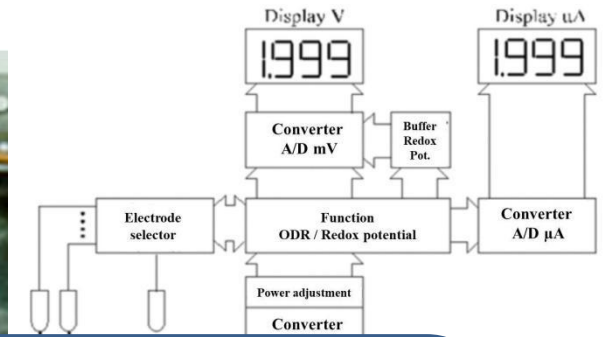 Display V
Display uA
1.999
1.999
Converter
A/D mV
Buffer
Redox
Pot.
Electrode
selector
Function
ODR / Redox potential
Converter
A/D µA
Power adjustment
Converter